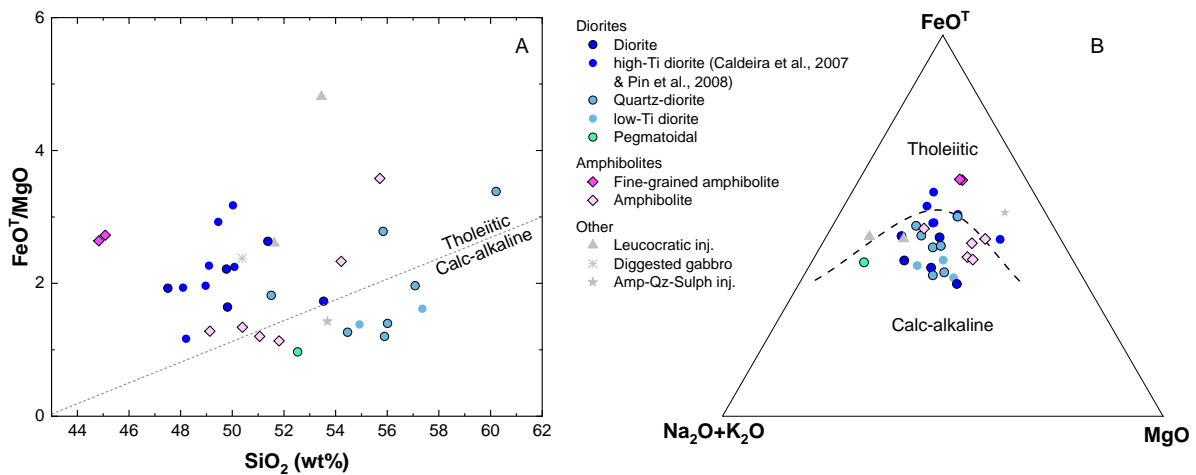 A
6
4
2
0
FeOᵀ/MgO
44 46 48 50 52 54 56 58 60 62
SiO₂ (wt%)
Tholeiitic
Calc-alkaline
Diorites
Diorite
high-Ti diorite (Caldeira et al., 2007
& Pin et al., 2008)
Quartz-diorite
low-Ti diorite
Pegmatoidal
Amphibolites
Fine-grained amphibolite
Amphibolite
Other
Leucocratic inj.
Diggested gabbro
Amp-Qz-Sulph inj.
B
FeOᵀ
Tholeiitic
Calc-alkaline
Na₂O+K₂O
MgO